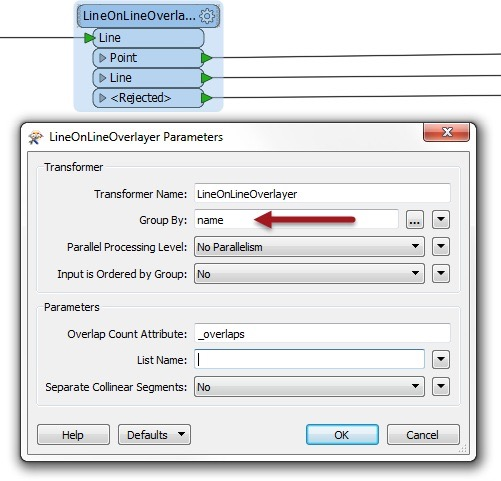 LineOnLineOverla...
Line
Point
Line
<Rejected>
LineOnLineOverlayer Parameters
Transformer
Transformer Name: LineOnLineOverlayer
Group By: name ...
Parallel Processing Level: No Parallelism
Input is Ordered by Group: No
Parameters
Overlap Count Attribute: _overlaps
List Name:
Separate Collinear Segments: No
Help Defaults OK Cancel